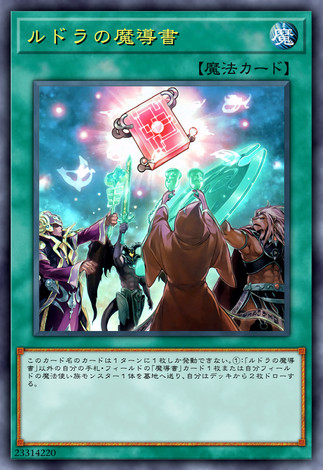 ルドラの魔導書
魔
【魔法カード】
このカード名のカードは1ターンに1枚しか発動できない。①:「ルドラの魔導
書」以外の自分の手札・フィールドの「魔導書」カード1枚または自分フィー
ルドの魔法使い族モンスター1体を墓地へ送り、自分はデッキから2枚ドローす
る。
23314220